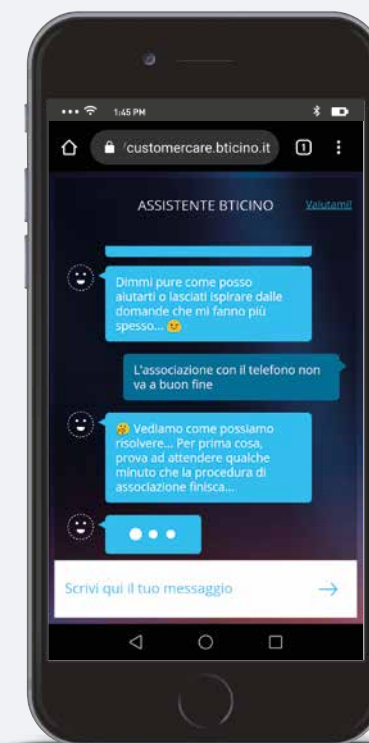 1:45 PM
customercare.bticino.it
1
ASSISTENTE BTICINO
Valutami!
Dimmi pure come posso
aiutarti o lasciati ispirare dalle
domande che mi fanno più
spesso... 😉
L'associazione con il telefono non
va a buon fine
🤔 Vediamo come possiamo
risolvere... Per prima cosa,
prova ad attendere qualche
minuto che la procedura di
associazione finisca...
Scrivi qui il tuo messaggio